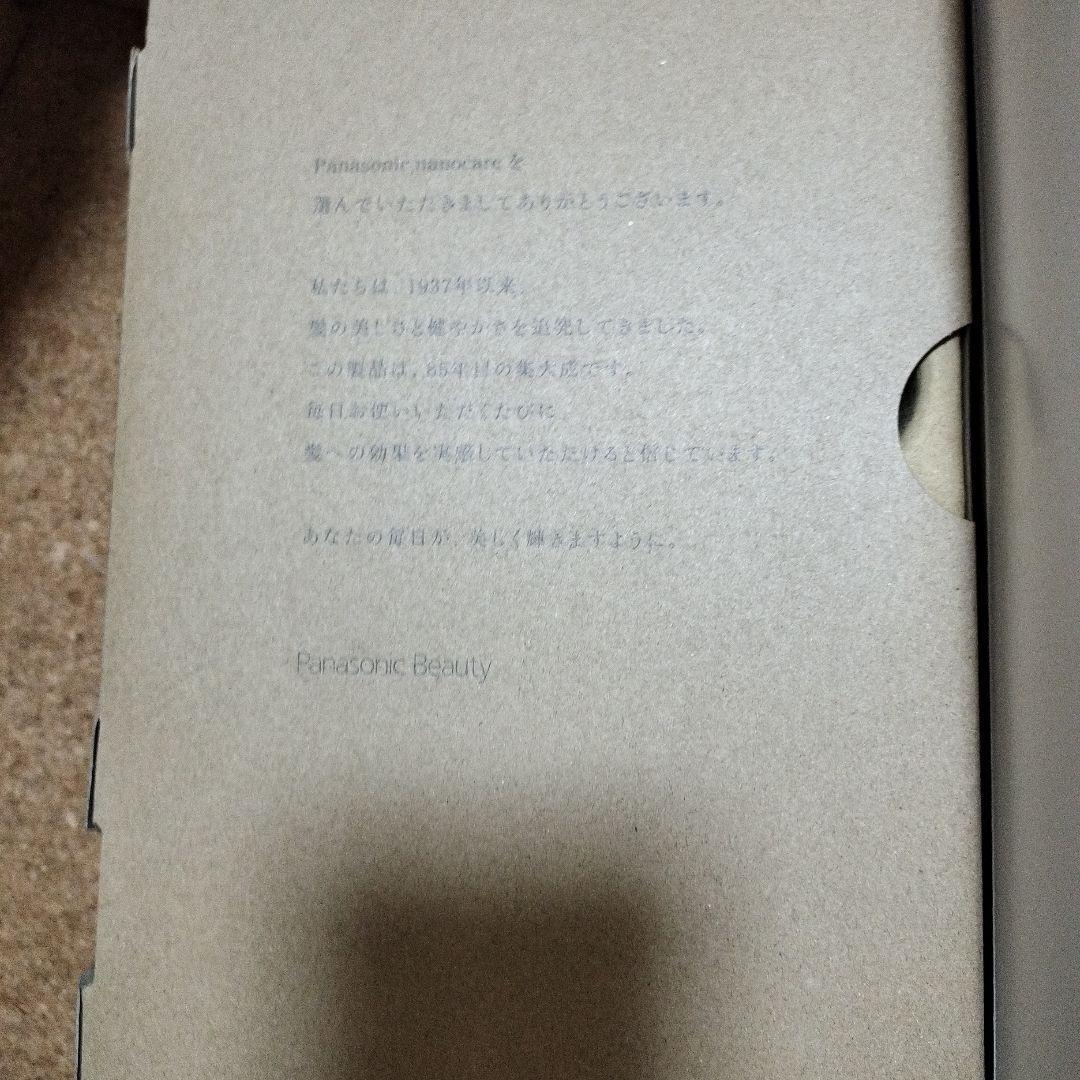 Panasonic nanocare を
選んでいただきましてありがとうございます。
私たちは、1937年以来、
髪の美しさと健やかさを追究してきました。
この製品は、85年目の集大成です。
毎日お使いいただくたびに
髪への効果を実感していただけると信じています。
あなたの毎日が、美しく輝きますように。
Panasonic Beauty